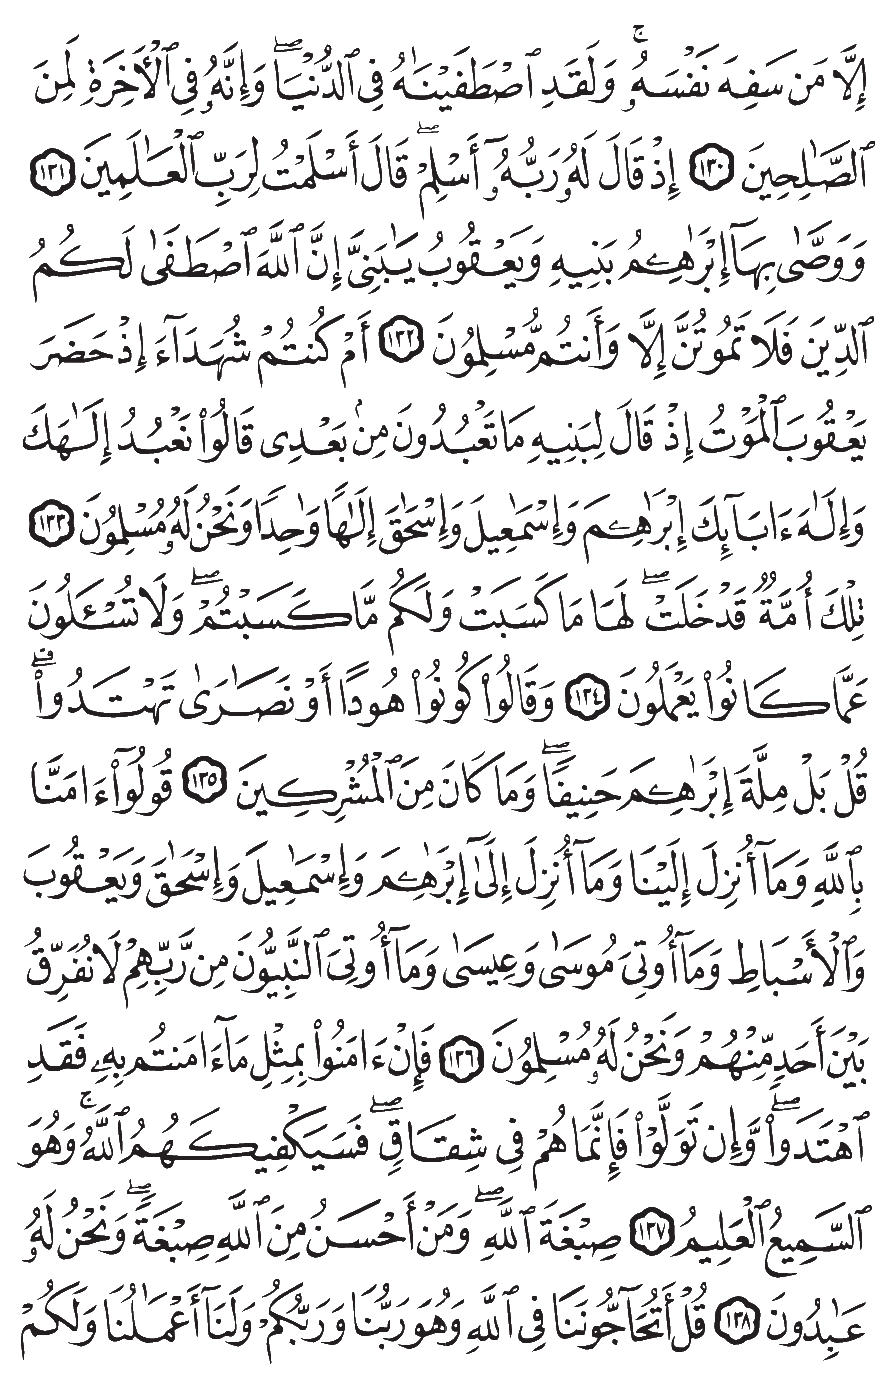 إِلَّا مَن سَفِهَ نَفْسَهُۥۚ وَلَقَدِ ٱصْطَفَيْنَـٰهُ فِى ٱلدُّنْيَاۖ وَإِنَّهُۥ فِى ٱلْـَٔاخِرَةِ لَمِنَ
ٱلصَّـٰلِحِينَ ١٣٠ إِذْ قَالَ لَهُۥ رَبُّهُۥٓ أَسْلِمْۖ قَالَ أَسْلَمْتُ لِرَبِّ ٱلْعَـٰلَمِينَ ١٣١
وَوَصَّىٰ بِهَآ إِبْرَٰهِـۧمُ بَنِيهِ وَيَعْقُوبُ يَـٰبَنِىَّ إِنَّ ٱللَّهَ ٱصْطَفَىٰ لَكُمُ
ٱلدِّينَ فَلَا تَمُوتُنَّ إِلَّا وَأَنتُم مُّسْلِمُونَ ١٣٢ أَمْ كُنتُمْ شُهَدَآءَ إِذْ حَضَرَ
يَعْقُوبَ ٱلْمَوْتُ إِذْ قَالَ لِبَنِيهِ مَا تَعْبُدُونَ مِنۢ بَعْدِى قَالُوا۟ نَعْبُدُ إِلَـٰهَكَ
وَإِلَـٰهَ ءَابَآئِكَ إِبْرَٰهِـۧمَ وَإِسْمَـٰعِيلَ وَإِسْحَـٰقَ إِلَـٰهًا وَٰحِدًا وَنَحْنُ لَهُۥ مُسْلِمُونَ ١٣٣
تِلْكَ أُمَّةٌ قَدْ خَلَتْۖ لَهَا مَا كَسَبَتْ وَلَكُم مَّا كَسَبْتُمْۖ وَلَا تُسْـَٔلُونَ
عَمَّا كَانُوا۟ يَعْمَلُونَ ١٣٤ وَقَالُوا۟ كُونُوا۟ هُودًا أَوْ نَصَـٰرَىٰ تَهْتَدُوا۟ۗ
قُلْ بَلْ مِلَّةَ إِبْرَٰهِـۧمَ حَنِيفًاۖ وَمَا كَانَ مِنَ ٱلْمُشْرِكِينَ ١٣٥ قُولُوٓا۟ ءَامَنَّا
بِٱللَّهِ وَمَآ أُنزِلَ إِلَيْنَا وَمَآ أُنزِلَ إِلَىٰٓ إِبْرَٰهِـۧمَ وَإِسْمَـٰعِيلَ وَإِسْحَـٰقَ وَيَعْقُوبَ
وَٱلْأَسْبَاطِ وَمَآ أُوتِىَ مُوسَىٰ وَعِيسَىٰ وَمَآ أُوتِىَ ٱلنَّبِيُّونَ مِن رَّبِّهِمْ لَا نُفَرِّقُ
بَيْنَ أَحَدٍ مِّنْهُمْ وَنَحْنُ لَهُۥ مُسْلِمُونَ ١٣٦ فَإِنْ ءَامَنُوا۟ بِمِثْلِ مَآ ءَامَنتُم بِهِۦ فَقَدِ
ٱهْتَدَوا۟ۖ وَّإِن تَوَلَّوْا۟ فَإِنَّمَا هُمْ فِى شِقَاقٍۖ فَسَيَكْفِيكَهُمُ ٱللَّهُۚ وَهُوَ
ٱلسَّمِيعُ ٱلْعَلِيمُ ١٣٧ صِبْغَةَ ٱللَّهِۖ وَمَنْ أَحْسَنُ مِنَ ٱللَّهِ صِبْغَةًۖ وَنَحْنُ لَهُۥ
عَـٰبِدُونَ ١٣٨ قُلْ أَتُحَآجُّونَنَا فِى ٱللَّهِ وَهُوَ رَبُّنَا وَرَبُّكُمْ وَلَنَآ أَعْمَـٰلُنَا وَلَكُمْ